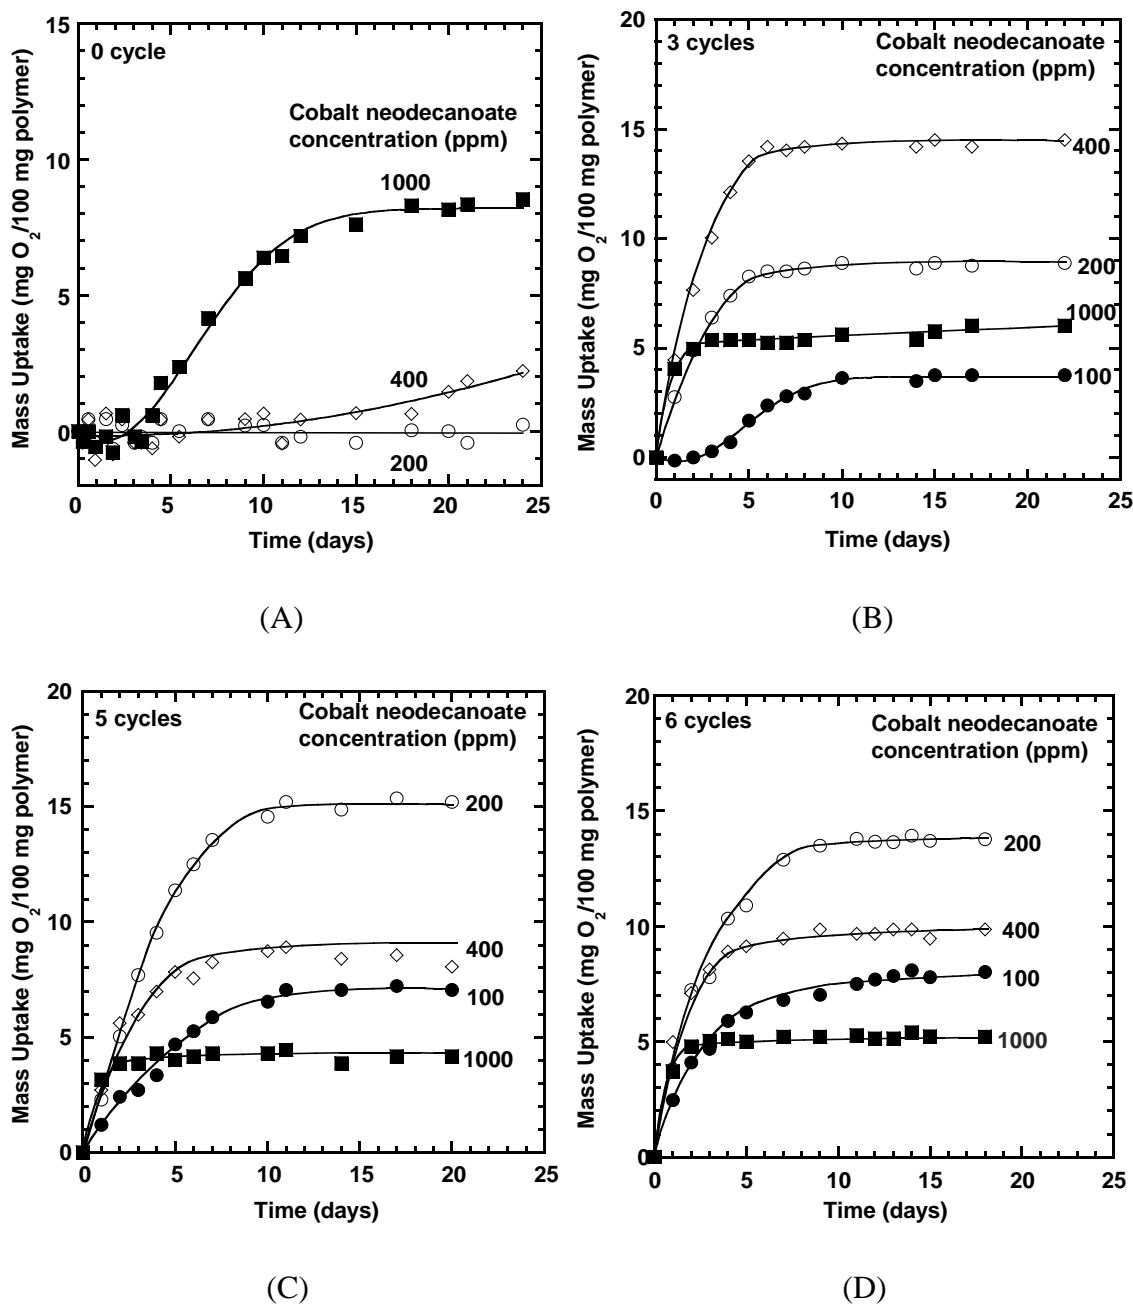 0 cycle
Cobalt neodecanoate
concentration (ppm)
1000
400
200
Mass Uptake (mg O2/100 mg polymer)
15
10
5
0
0 5 10 15 20 25
Time (days)
(A)
3 cycles
Cobalt neodecanoate
concentration (ppm)
400
200
1000
100
Mass Uptake (mg O2/100 mg polymer)
20
15
10
5
0
0 5 10 15 20 25
Time (days)
(B)
5 cycles
Cobalt neodecanoate
concentration (ppm)
200
400
100
1000
Mass Uptake (mg O2/100 mg polymer)
20
15
10
5
0
0 5 10 15 20 25
Time (days)
(C)
6 cycles
Cobalt neodecanoate
concentration (ppm)
200
400
100
1000
Mass Uptake (mg O2/100 mg polymer)
20
15
10
5
0
0 5 10 15 20 25
Time (days)
(D)